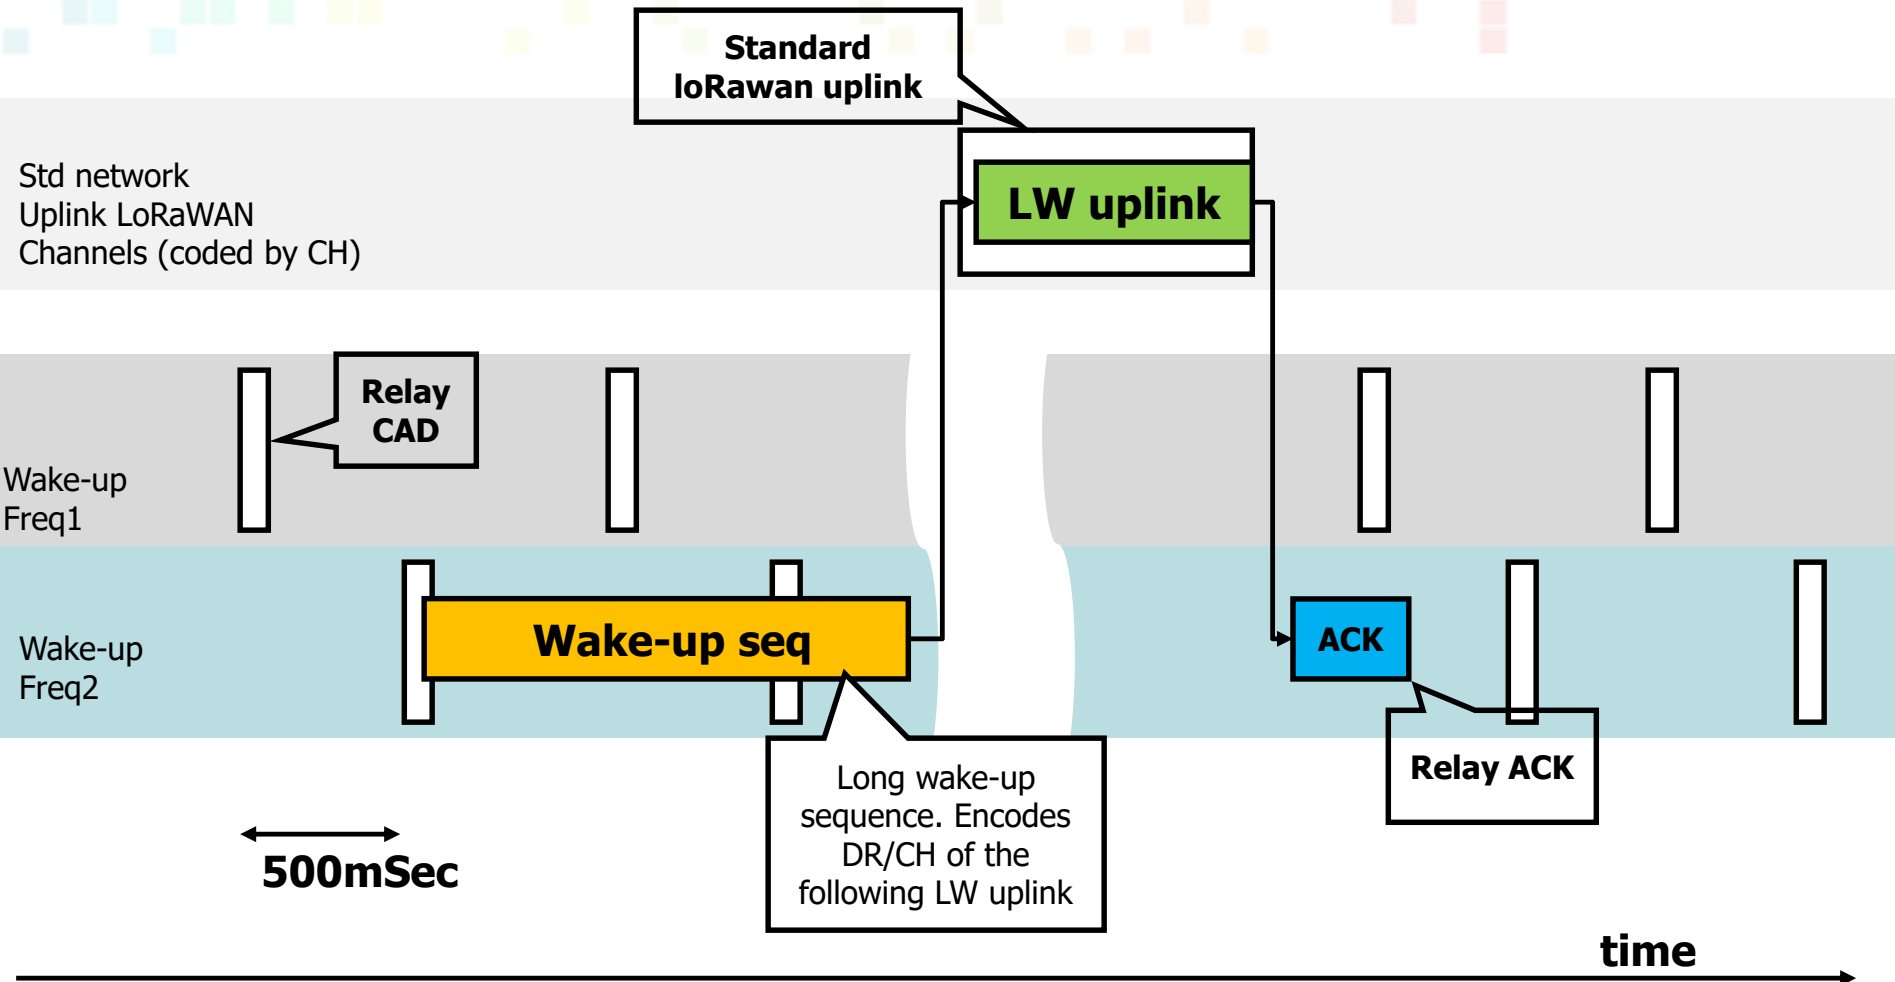 Standard
loRawan uplink
Std network
Uplink LoRaWAN
Channels (coded by CH)
LW uplink
Relay
CAD
Wake-up
Freq1
Wake-up
Freq2
Wake-up seq
ACK
Long wake-up
sequence. Encodes
DR/CH of the
following LW uplink
Relay ACK
500mSec
time